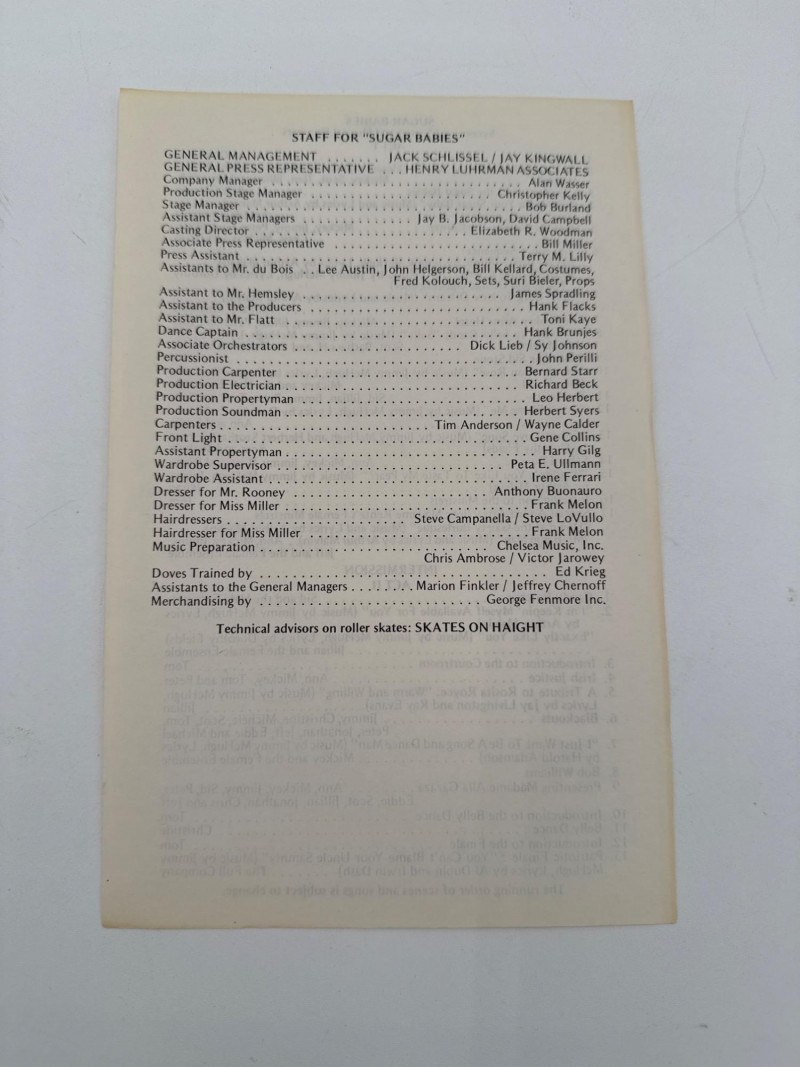 STAFF FOR "SUGAR BABIES"
GENERAL MANAGEMENT . . . . . . . JACK SCHLISSEL / JAY KINGWALL
GENERAL PRESS REPRESENTATIVE . . . HENRY LUHRMAN ASSOCIATES
Company Manager . . . . . . . . . . Alan Wasser
Production Stage Manager . . . . . . . . . . Christopher Kelly
Stage Manager . . . . . . . . . . Bob Burland
Assistant Stage Managers . . . . . . . . . . Jay B. Jacobson, David Campbell
Casting Director . . . . . . . . . . Elizabeth R. Woodman
Associate Press Representative . . . . . . . . . . Bill Miller
Press Assistant . . . . . . . . . . Terry M. Lilly
Assistants to Mr. du Bois . . Lee Austin, John Helgerson, Bill Kellard, Costumes,
Fred Kolouch, Sets, Suri Bieler, Props
Assistant to Mr. Hemsley . . . . . . . . . . James Spradling
Assistant to the Producers . . . . . . . . . . Hank Flacks
Assistant to Mr. Flatt . . . . . . . . . . Toni Kaye
Dance Captain . . . . . . . . . . Hank Brunjes
Associate Orchestrators . . . . . . . . . . Dick Lieb / Sy Johnson
Percussionist . . . . . . . . . . John Perilli
Production Carpenter . . . . . . . . . . Bernard Starr
Production Electrician . . . . . . . . . . Richard Beck
Production Propertyman . . . . . . . . . . Leo Herbert
Production Soundman . . . . . . . . . . Herbert Syers
Carpenters . . . . . . . . . . Tim Anderson / Wayne Calder
Front Light . . . . . . . . . . Gene Collins
Assistant Propertyman . . . . . . . . . . Harry Gilg
Wardrobe Supervisor . . . . . . . . . . Peta E. Ullmann
Wardrobe Assistant . . . . . . . . . . Irene Ferrari
Dresser for Mr. Rooney . . . . . . . . . . Anthony Buonauro
Dresser for Miss Miller . . . . . . . . . . Frank Melon
Hairdressers . . . . . . . . . . Steve Campanella / Steve LoVullo
Hairdresser for Miss Miller . . . . . . . . . . Frank Melon
Music Preparation . . . . . . . . . . Chelsea Music, Inc.
Chris Ambrose / Victor Jarowey
Doves Trained by . . . . . . . . . . Ed Krieg
Assistants to the General Managers . . . . . . . Marion Finkler / Jeffrey Chernoff
Merchandising by . . . . . . . . . . George Fenmore Inc.
Technical advisors on roller skates: SKATES ON HAIGHT